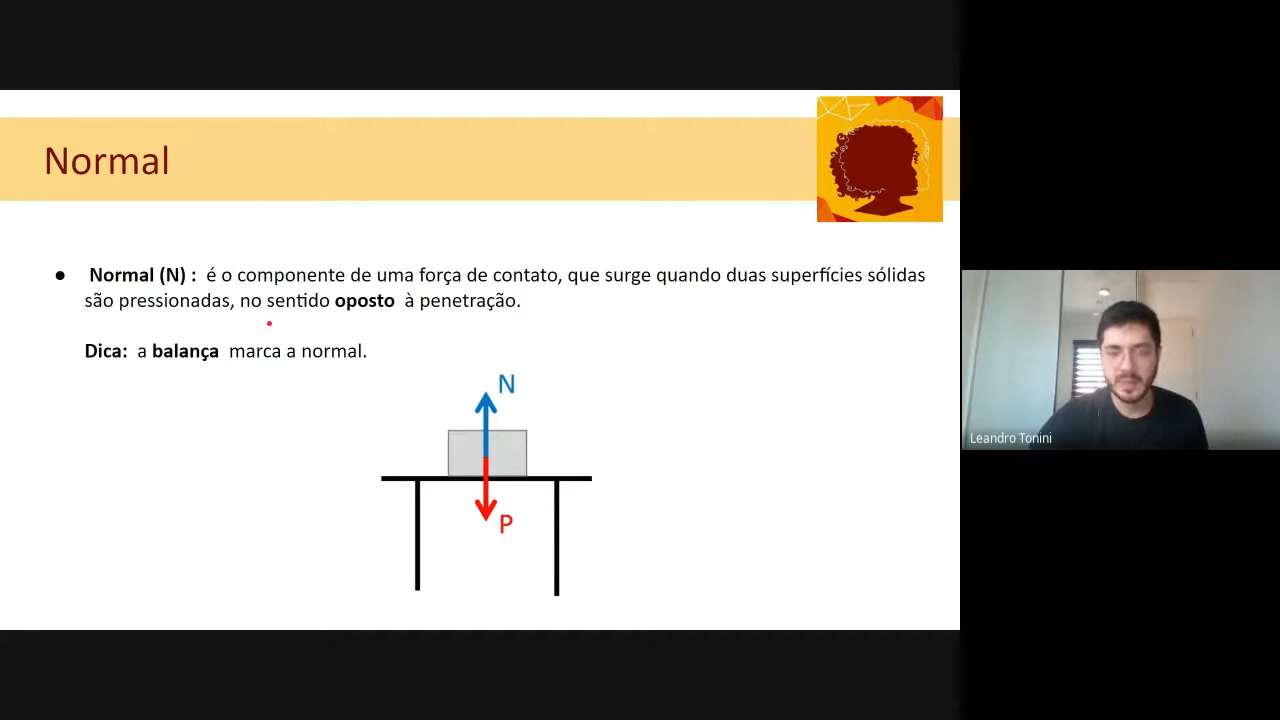 Normal
● Normal (N) : é o componente de uma força de contato, que surge quando duas superfícies sólidas
são pressionadas, no sentido oposto à penetração.
Dica: a balança marca a normal.
N
P
Leandro Tonini